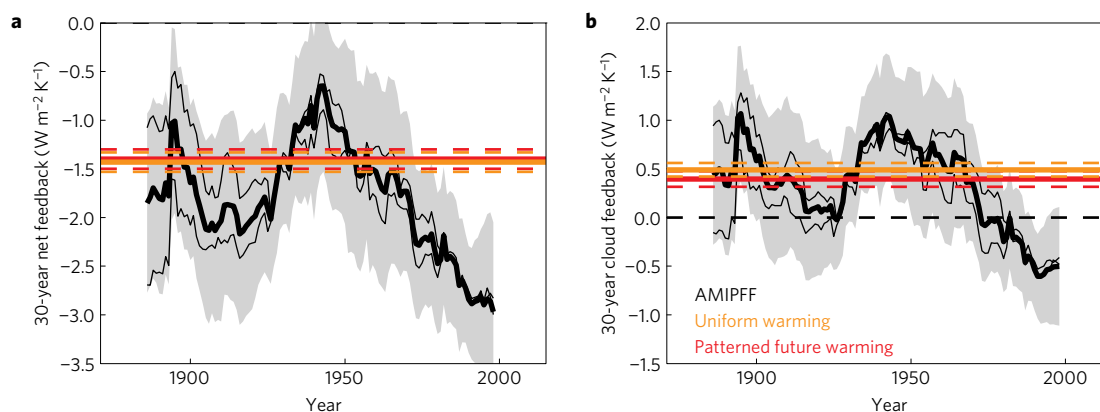 a
30-year net feedback (W m−2 K−1)
0.0
−0.5
−1.0
−1.5
−2.0
−2.5
−3.0
−3.5
1900
1950
2000
Year
b
30-year cloud feedback (W m−2 K−1)
2.0
1.5
1.0
0.5
0.0
−0.5
−1.0
−1.5
AMIPFF
Uniform warming
Patterned future warming
1900
1950
2000
Year